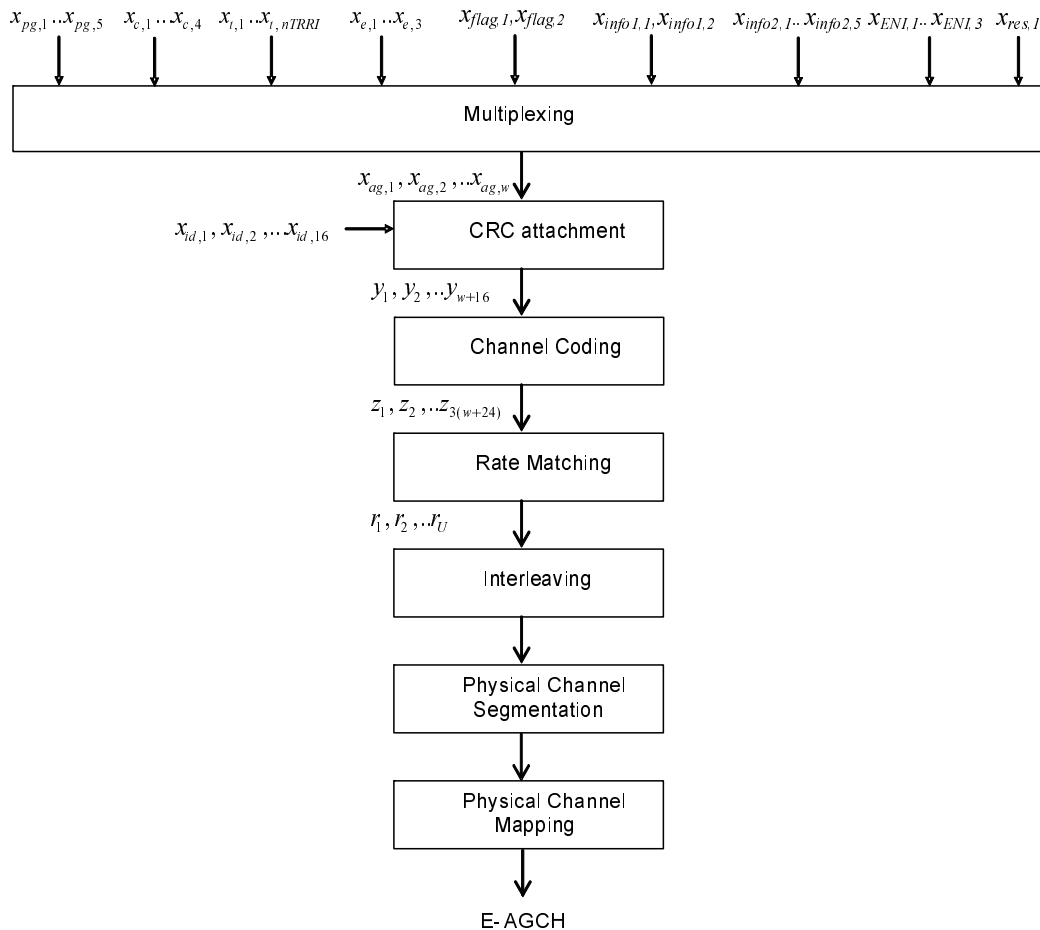 x_{pg,1}..x_{pg,5} x_{c,1}..x_{c,4} x_{t,1}..x_{t,nTRRI} x_{e,1}..x_{e,3} x_{flag,1},x_{flag,2} x_{info1,1},x_{info1,2} x_{info2,1}..x_{info2,5} x_{ENI,1}..x_{ENI,3} x_{res,1}
Multiplexing
x_{ag,1}, x_{ag,2},..x_{ag,w}
x_{id,1}, x_{id,2},...x_{id,16}
CRC attachment
y_1, y_2,..y_{w+16}
Channel Coding
z_1, z_2,..z_{3(w+24)}
Rate Matching
r_1, r_2,..r_U
Interleaving
Physical Channel
Segmentation
Physical Channel
Mapping
E- AGCH